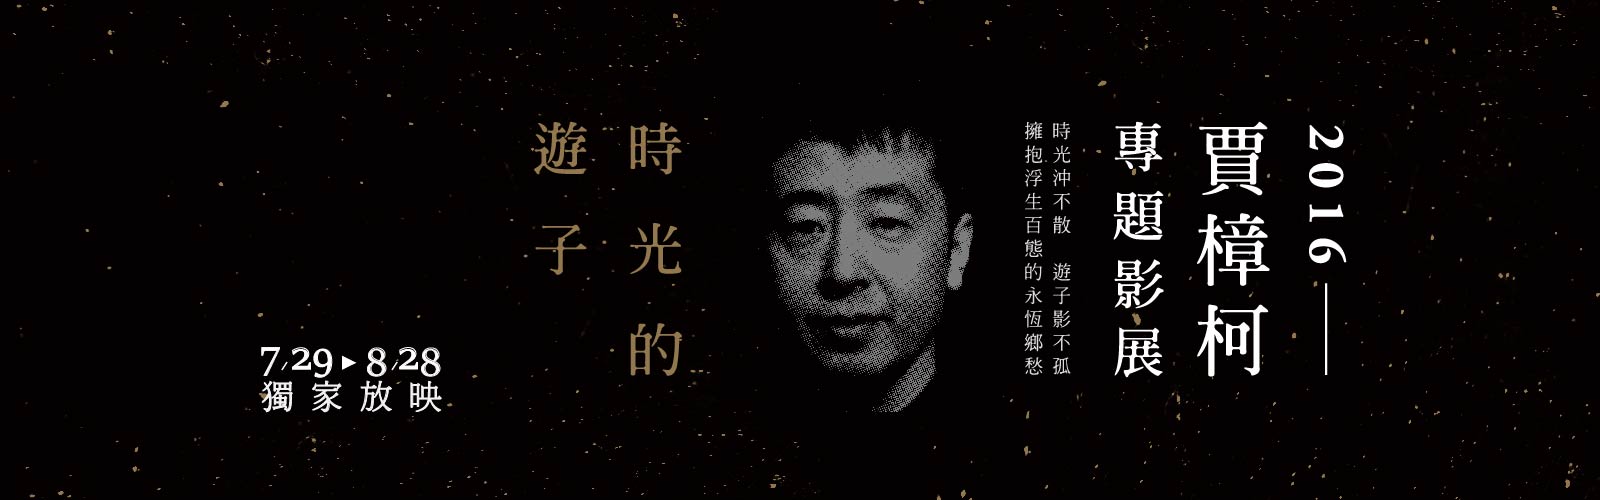 2016
賈樟柯
專題影展
時光沖不散 遊子影不孤
擁抱浮生百態的永恆鄉愁
時光的
遊子
7/29▸8/28
獨家放映